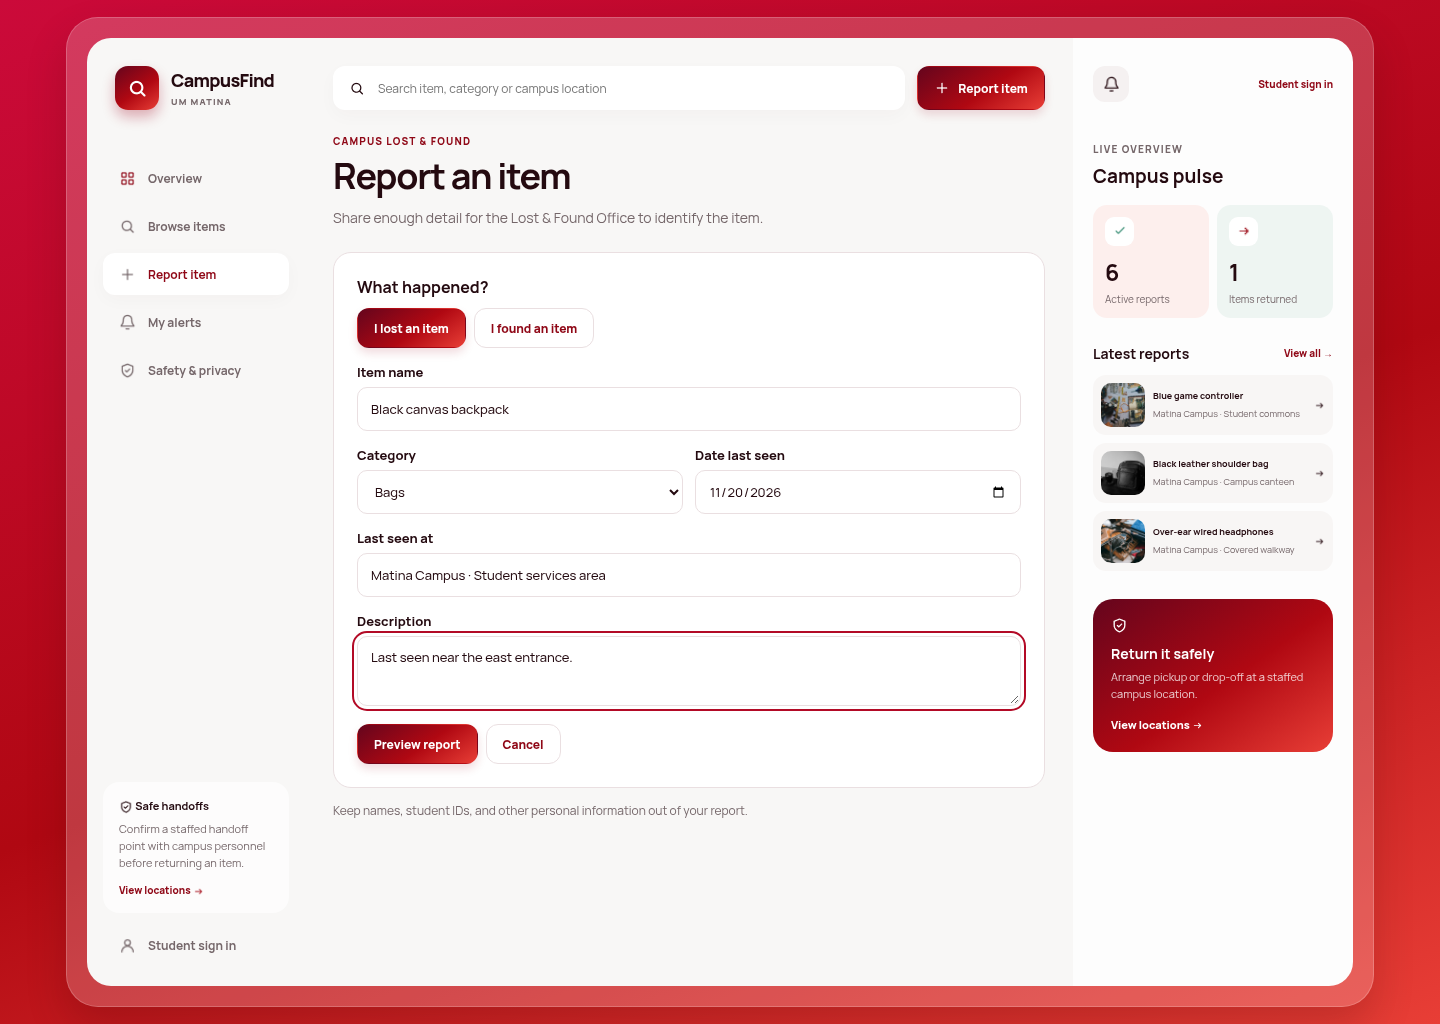 CampusFind
UM MATINA
Overview
Browse items
Report item
My alerts
Safety & privacy
Safe handoffs
Confirm a staffed handoff
point with campus personnel
before returning an item.
View locations →
Student sign in
Search item, category or campus location
Report item
CAMPUS LOST & FOUND
Report an item
Share enough detail for the Lost & Found Office to identify the item.
What happened?
I lost an item
I found an item
Item name
Black canvas backpack
Category
Date last seen
Bags
11/20/2026
Last seen at
Matina Campus · Student services area
Description
Last seen near the east entrance.
Preview report
Cancel
Keep names, student IDs, and other personal information out of your report.
Student sign in
LIVE OVERVIEW
Campus pulse
6
Active reports
1
Items returned
Latest reports
View all →
Blue game controller
Matina Campus · Student commons
Black leather shoulder bag
Matina Campus · Campus canteen
Over-ear wired headphones
Matina Campus · Covered walkway
Return it safely
Arrange pickup or drop-off at a staffed
campus location.
View locations →